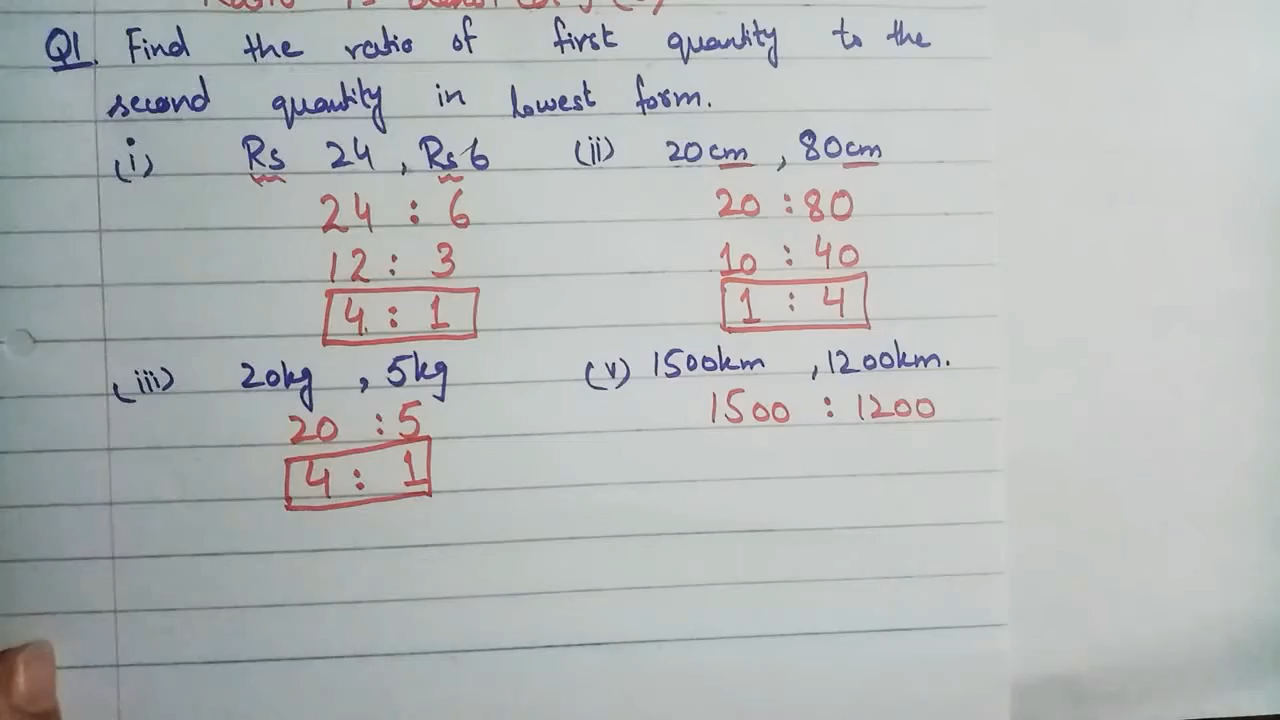 Q1. Find the ratio of first quantity to the
second quantity in lowest form.
(i) Rs 24 , Rs 6
24 : 6
12 : 3
4 : 1
(ii) 20cm , 80cm
20 : 80
10 : 40
1 : 4
(iii) 20kg , 5kg
20 : 5
4 : 1
(v) 1500km , 1200km.
1500 : 1200